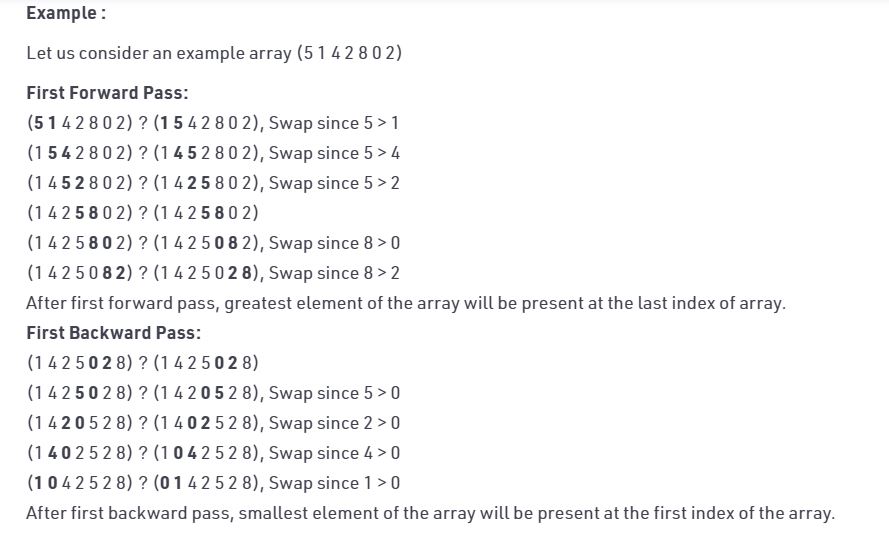 Example :
Let us consider an example array (5 1 4 2 8 0 2)
First Forward Pass:
(5 1 4 2 8 0 2) ? (1 5 4 2 8 0 2), Swap since 5 > 1
(1 5 4 2 8 0 2) ? (1 4 5 2 8 0 2), Swap since 5 > 4
(1 4 5 2 8 0 2) ? (1 4 2 5 8 0 2), Swap since 5 > 2
(1 4 2 5 8 0 2) ? (1 4 2 5 8 0 2)
(1 4 2 5 8 0 2) ? (1 4 2 5 0 8 2), Swap since 8 > 0
(1 4 2 5 0 8 2) ? (1 4 2 5 0 2 8), Swap since 8 > 2
After first forward pass, greatest element of the array will be present at the last index of array.
First Backward Pass:
(1 4 2 5 0 2 8) ? (1 4 2 5 0 2 8)
(1 4 2 5 0 2 8) ? (1 4 2 0 5 2 8), Swap since 5 > 0
(1 4 2 0 5 2 8) ? (1 4 0 2 5 2 8), Swap since 2 > 0
(1 4 0 2 5 2 8) ? (1 0 4 2 5 2 8), Swap since 4 > 0
(1 0 4 2 5 2 8) ? (0 1 4 2 5 2 8), Swap since 1 > 0
After first backward pass, smallest element of the array will be present at the first index of the array.